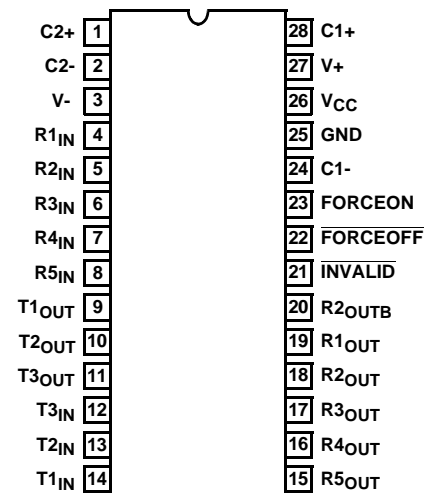 C2+ 1 28 C1+
C2- 2 27 V+
V- 3 26 VCC
R1IN 4 25 GND
R2IN 5 24 C1-
R3IN 6 23 FORCEON
R4IN 7 22 FORCEOFF
R5IN 8 21 INVALID
T1OUT 9 20 R2OUTB
T2OUT 10 19 R1OUT
T3OUT 11 18 R2OUT
T3IN 12 17 R3OUT
T2IN 13 16 R4OUT
T1IN 14 15 R5OUT